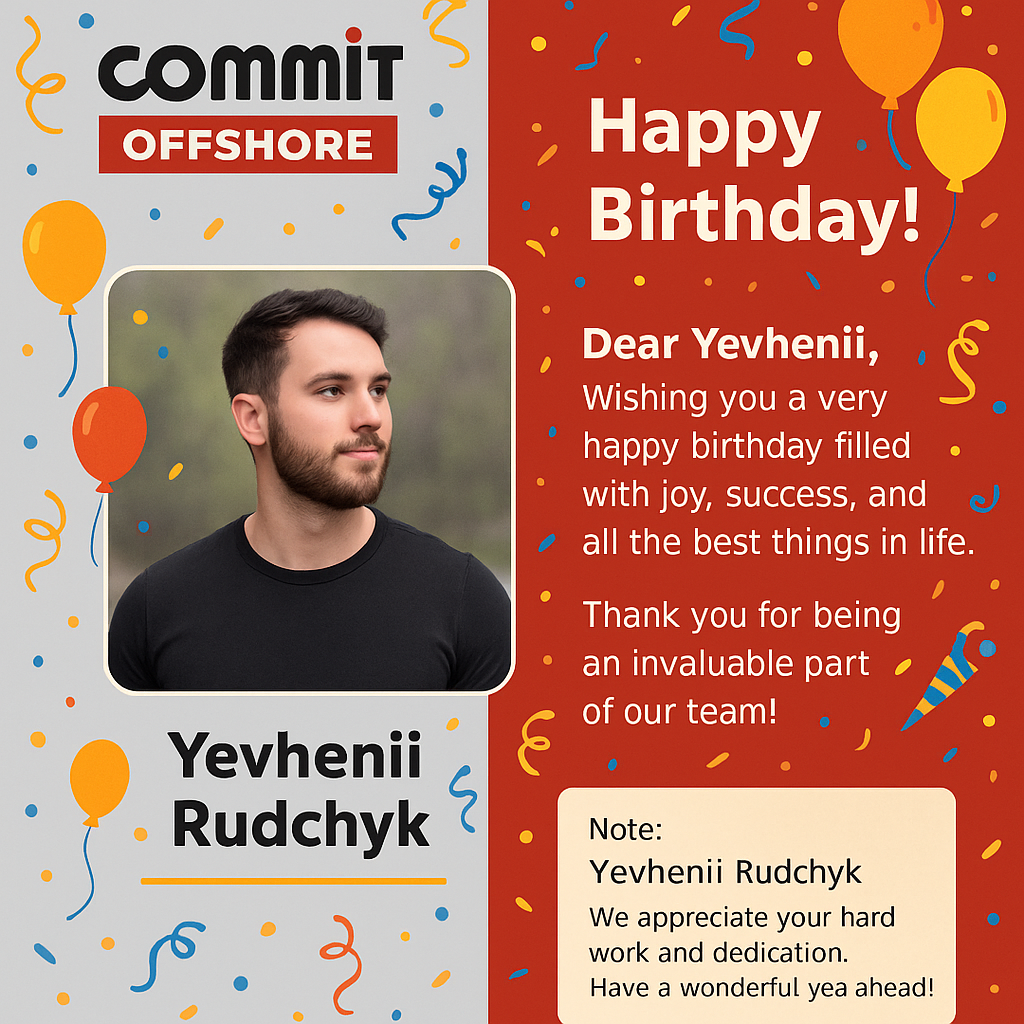 COMMIT
OFFSHORE
Yevhenii
Rudchyk
Happy
Birthday!
Dear Yevhenii,
Wishing you a very
happy birthday filled
with joy, success, and
all the best things in life.
Thank you for being
an invaluable part
of our team!
Note:
Yevhenii Rudchyk
We appreciate your hard
work and dedication.
Have a wonderful yea ahead!